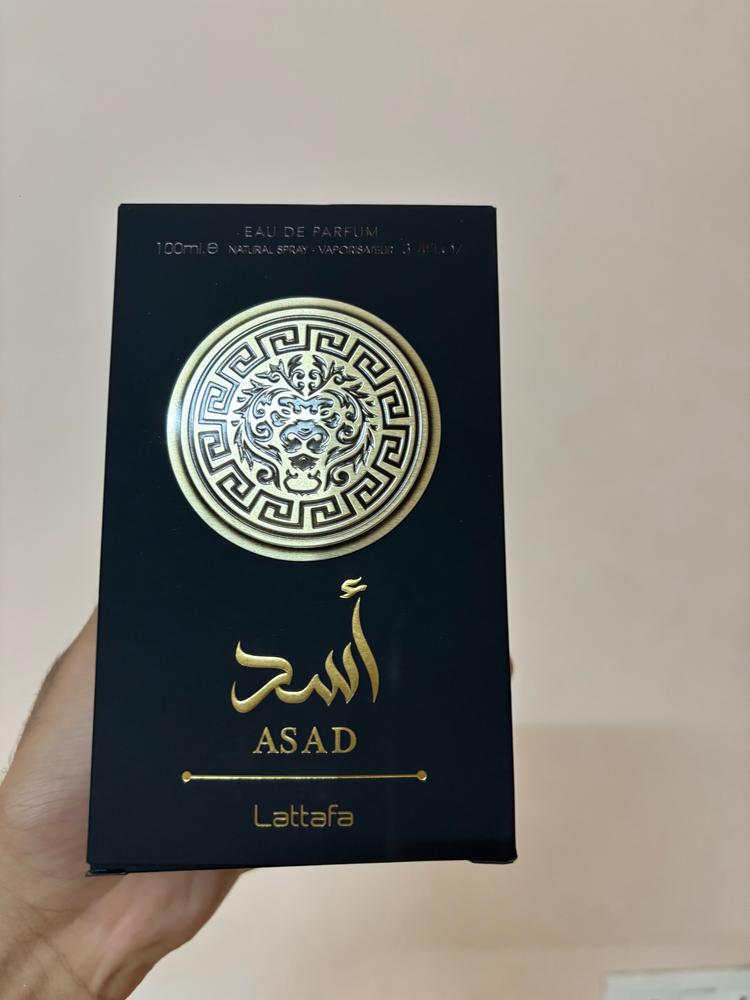 EAU DE PARFUM
100ml.e NATURAL SPRAY - VAPORISATEUR
أسد
ASAD
Lattafa